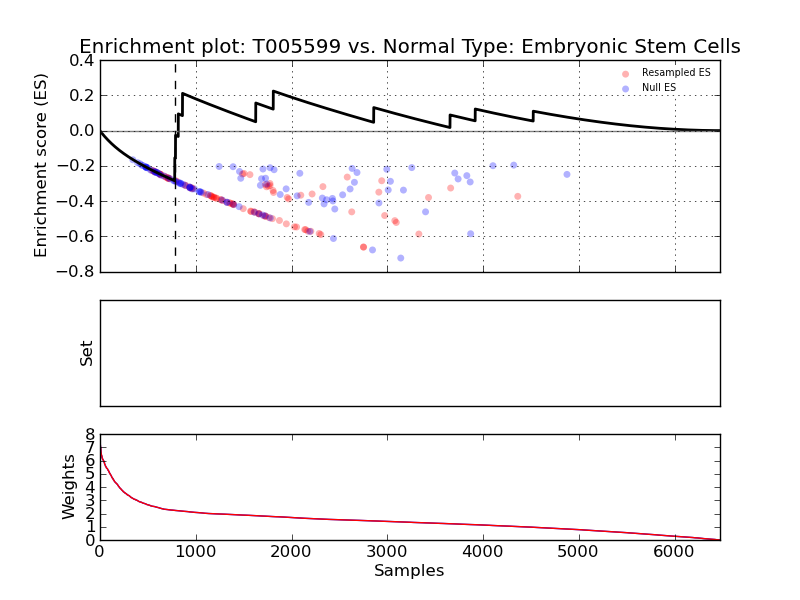 Enrichment plot: T005599 vs. Normal Type: Embryonic Stem Cells
Enrichment score (ES)
0.4
0.2
0.0
−0.2
−0.4
−0.6
−0.8
Resampled ES
Null ES
Set
Weights
8
7
6
5
4
3
2
1
0
0 1000 2000 3000 4000 5000 6000
Samples